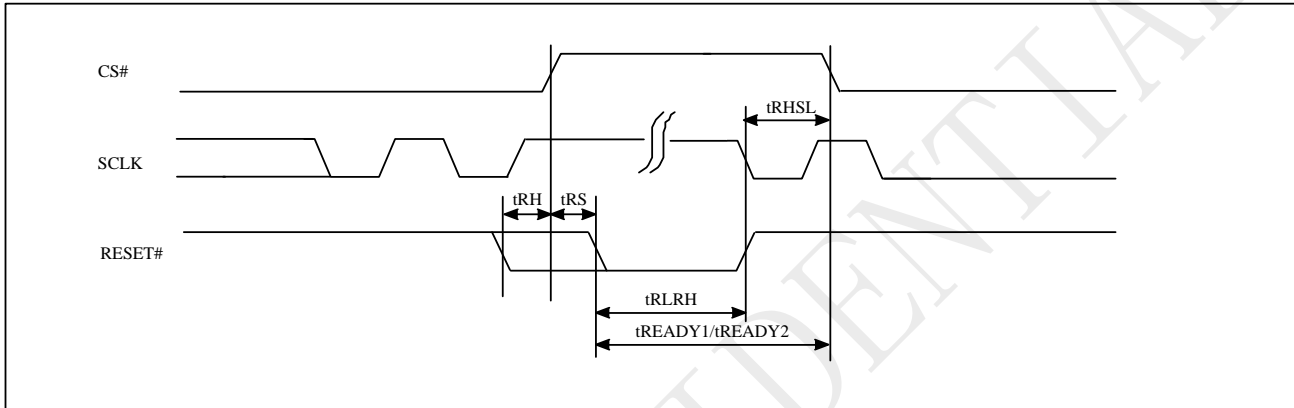 CS#
tRHSL
SCLK
tRH
tRS
RESET#
tRLRH
tREADY1/tREADY2